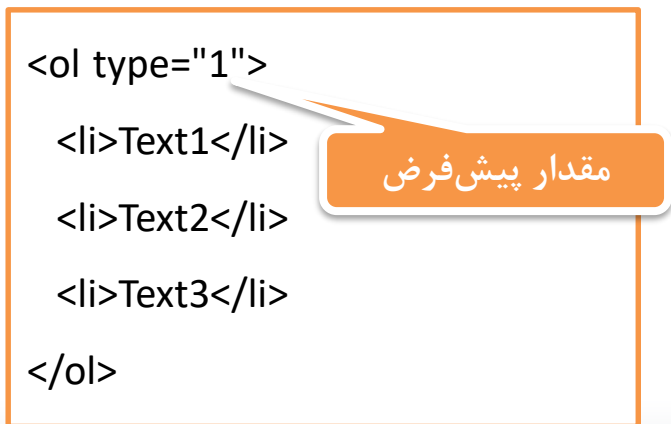 <ol type="1">
<li>Text1</li>
مقدار پیش‌فرض
<li>Text2</li>
<li>Text3</li>
</ol>